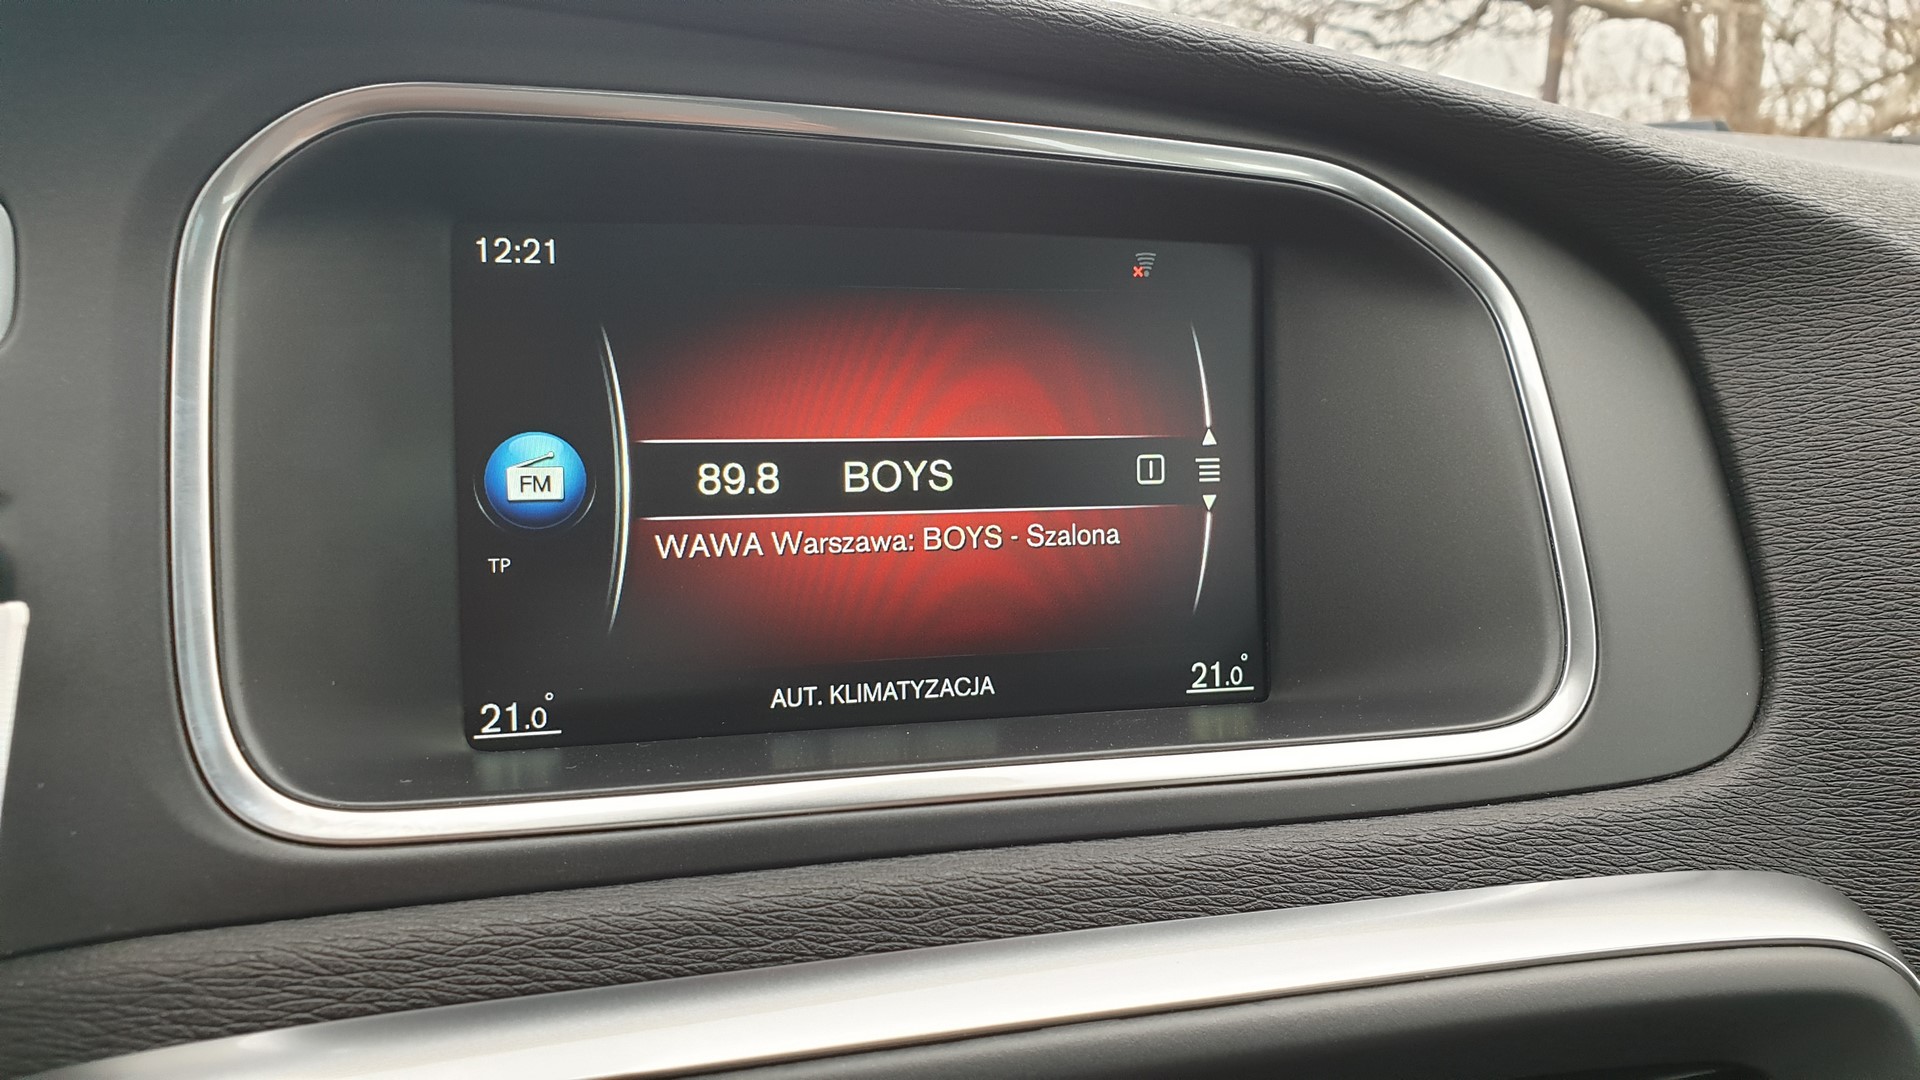 12:21
89.8 BOYS
FM
WAWA Warszawa: BOYS - Szalona
TP
21.0° AUT. KLIMATYZACJA 21.0°